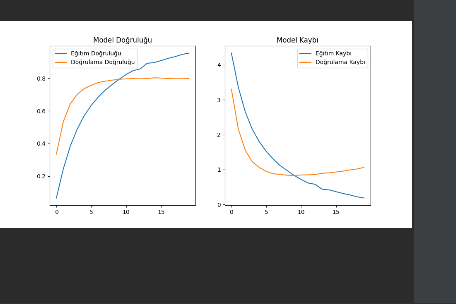 Model Doğruluğu
Eğitim Doğruluğu
Doğrulama Doğruluğu
0.8
0.6
0.4
0.2
0 5 10 15
Model Kaybı
Eğitim Kaybı
Doğrulama Kaybı
4
3
2
1
0
0 5 10 15